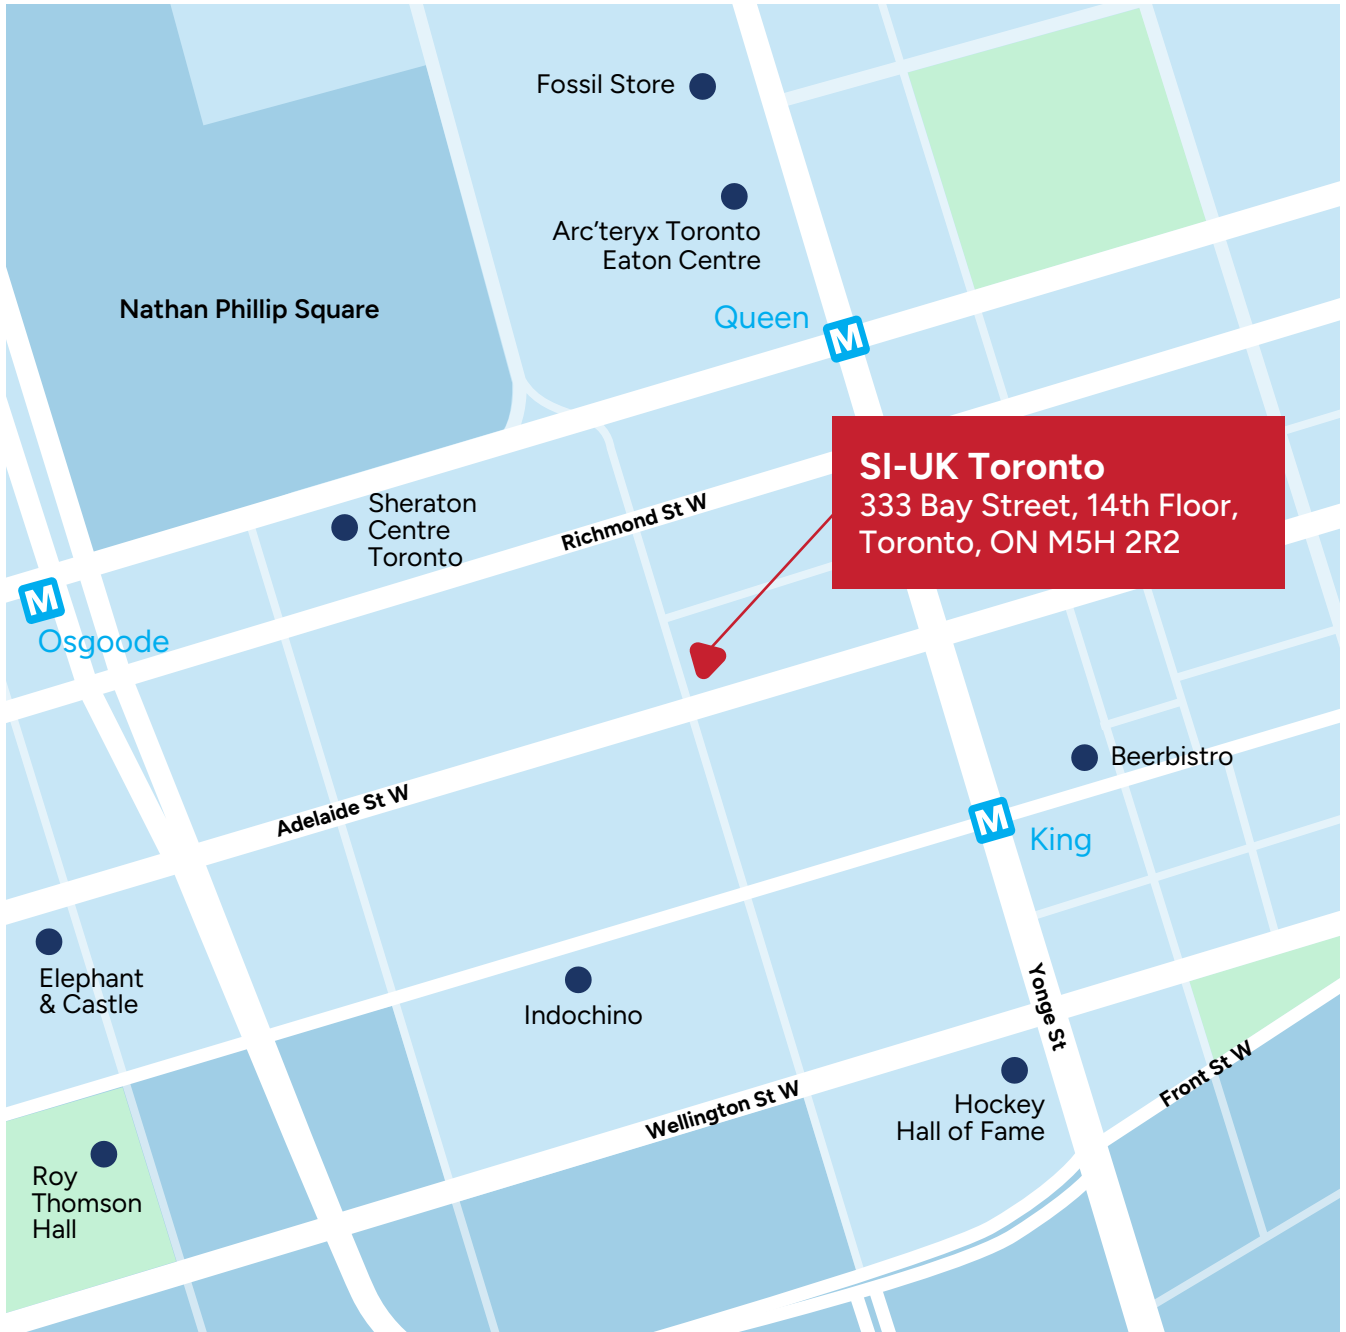 Fossil Store
Arc’teryx Toronto
Eaton Centre
Nathan Phillip Square
Queen
M
SI-UK Toronto
333 Bay Street, 14th Floor,
Toronto, ON M5H 2R2
Sheraton
Centre
Toronto
Richmond St W
M
Osgoode
Beerbistro
Adelaide St W
M
King
Elephant
& Castle
Indochino
Yonge St
Front St W
Wellington St W
Hockey
Hall of Fame
Roy
Thomson
Hall